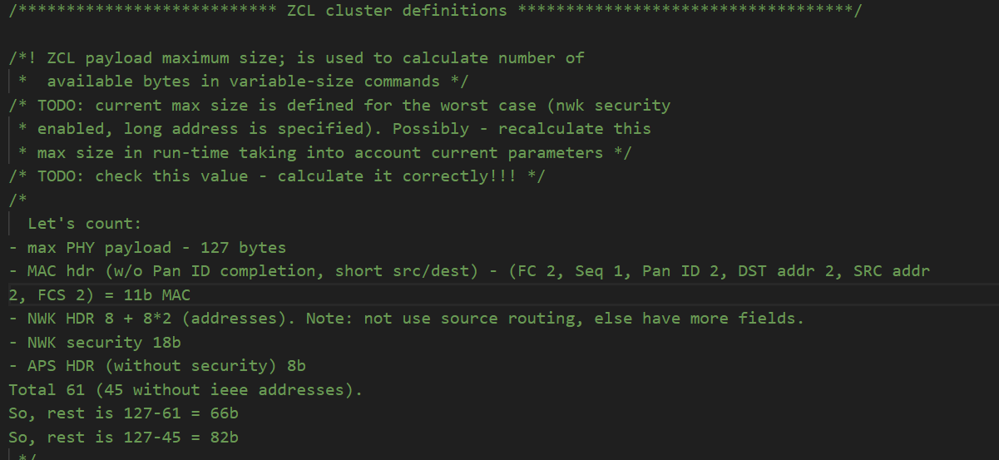 /*************************** ZCL cluster definitions ***********************************/
/*! ZCL payload maximum size; is used to calculate number of
 *  available bytes in variable-size commands */
/* TODO: current max size is defined for the worst case (nwk security
 * enabled, long address is specified). Possibly - recalculate this
 * max size in run-time taking into account current parameters */
/* TODO: check this value - calculate it correctly!!! */
/*
  Let's count:
- max PHY payload - 127 bytes
- MAC hdr (w/o Pan ID completion, short src/dest) - (FC 2, Seq 1, Pan ID 2, DST addr 2, SRC addr
2, FCS 2) = 11b MAC
- NWK HDR 8 + 8*2 (addresses). Note: not use source routing, else have more fields.
- NWK security 18b
- APS HDR (without security) 8b
Total 61 (45 without ieee addresses).
So, rest is 127-61 = 66b
So, rest is 127-45 = 82b
 */